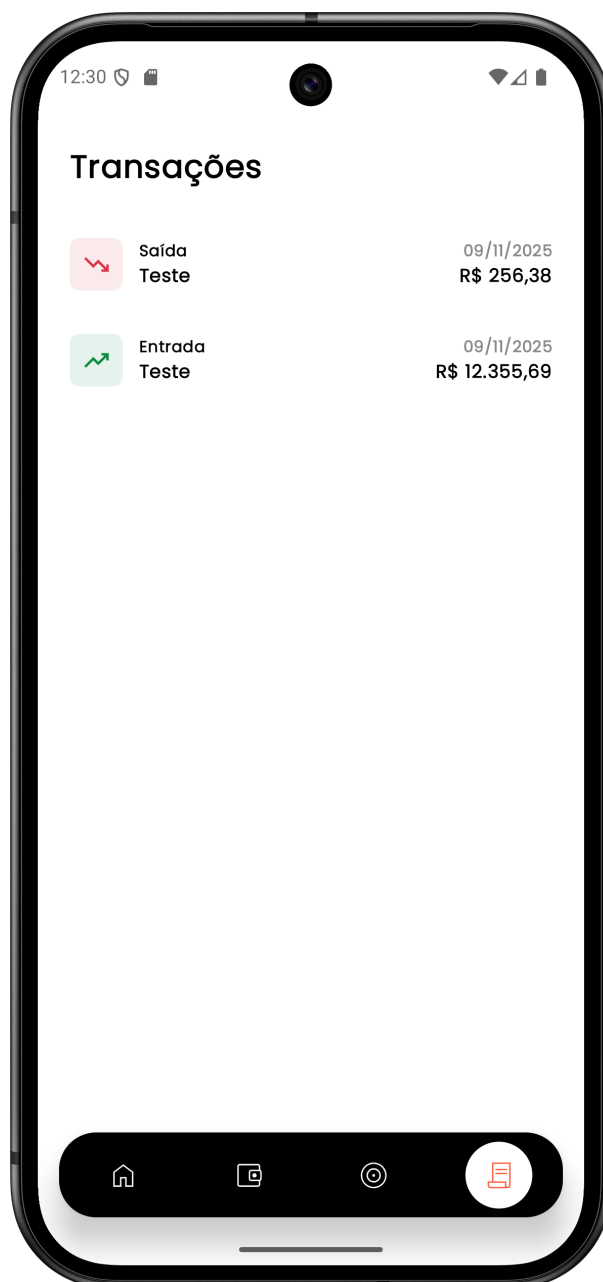 12:30
Transações
Saída 09/11/2025
Teste R$ 256,38
Entrada 09/11/2025
Teste R$ 12.355,69